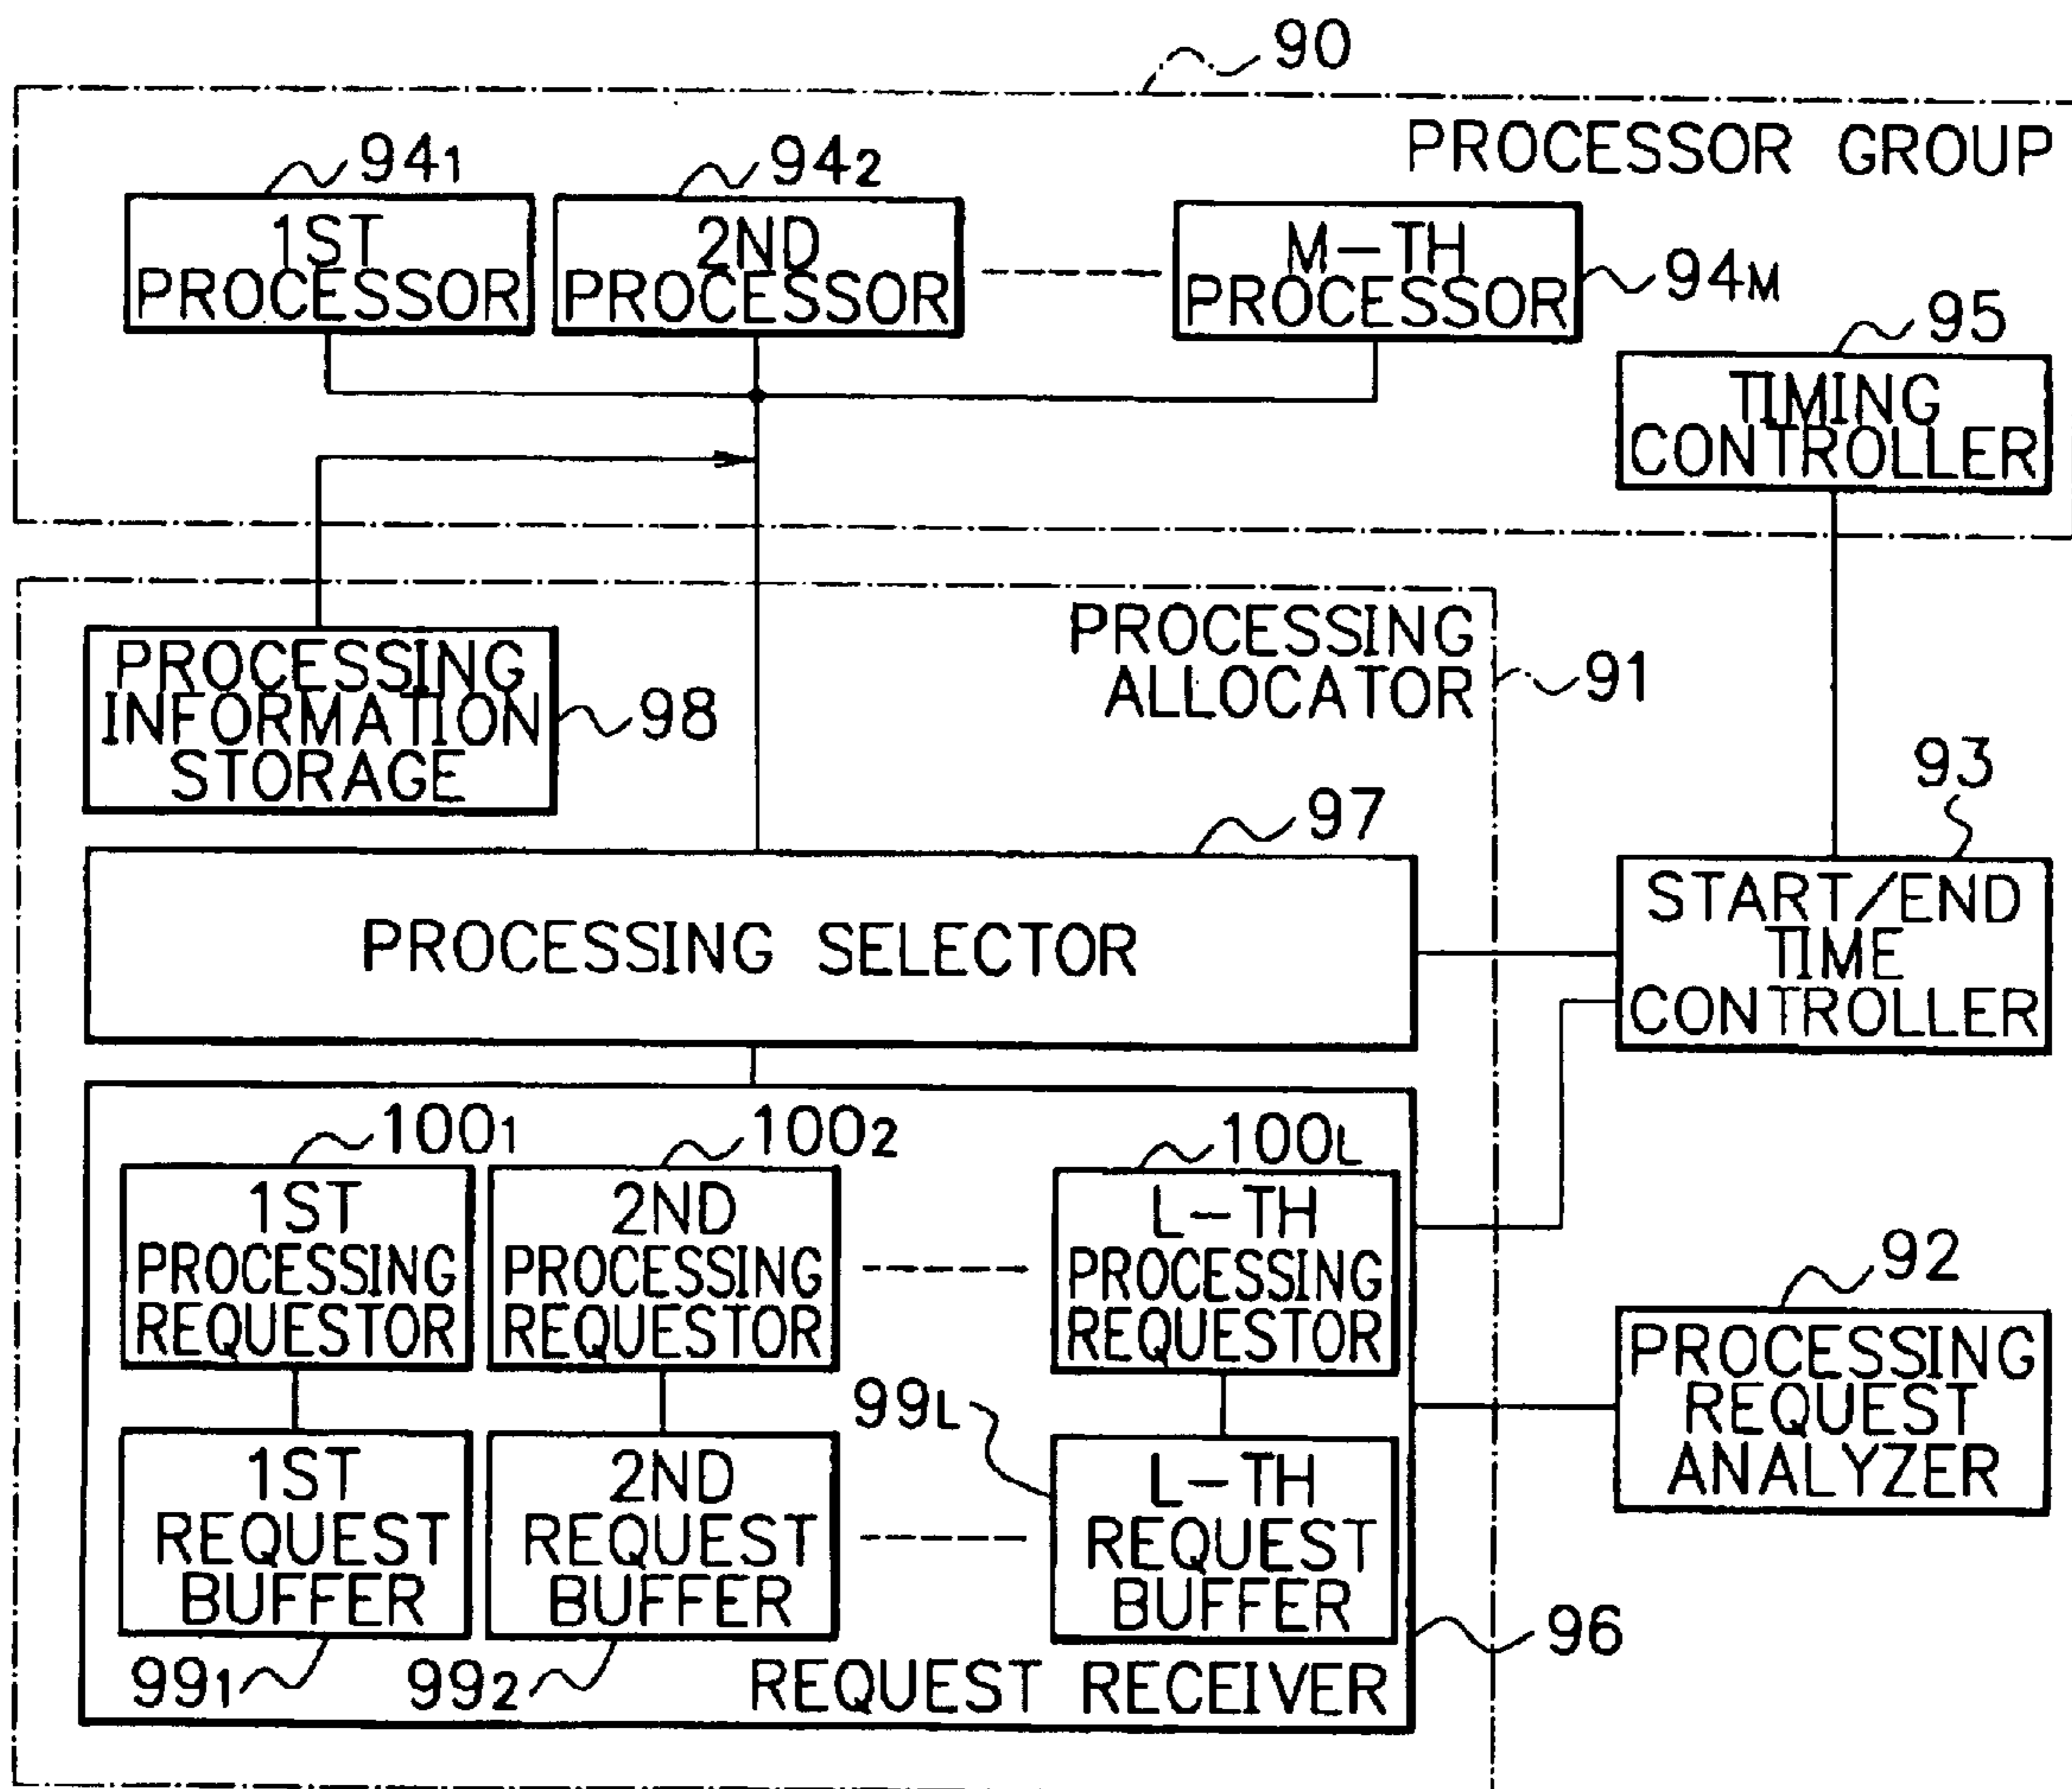 90
PROCESSOR GROUP
94₁
94₂
1ST
PROCESSOR
2ND
PROCESSOR
M-TH
PROCESSOR
94M
95
TIMING
CONTROLLER
PROCESSING
ALLOCATOR
91
PROCESSING
INFORMATION
STORAGE
98
93
97
PROCESSING SELECTOR
START/END
TIME
CONTROLLER
100₁
100₂
100L
1ST
PROCESSING
REQUESTOR
2ND
PROCESSING
REQUESTOR
L-TH
PROCESSING
REQUESTOR
92
PROCESSING
REQUEST
ANALYZER
99L
1ST
REQUEST
BUFFER
2ND
REQUEST
BUFFER
L-TH
REQUEST
BUFFER
96
99₁
99₂
REQUEST RECEIVER